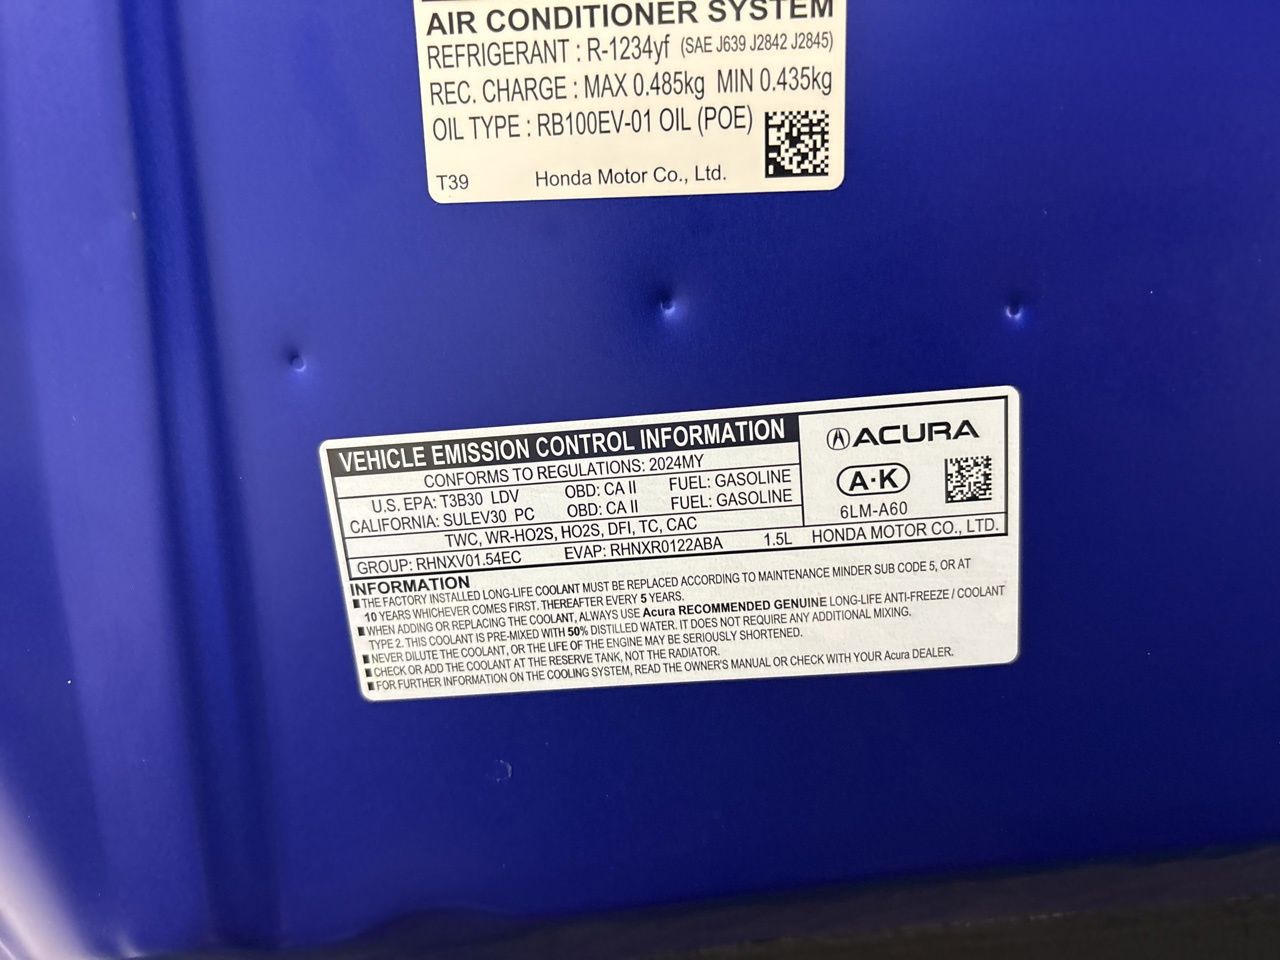 AIR CONDITIONER SYSTEM
REFRIGERANT : R-1234yf (SAE J639 J2842 J2845)
REC. CHARGE : MAX 0.485kg MIN 0.435kg
OIL TYPE : RB100EV-01 OIL (POE)
T39 Honda Motor Co., Ltd.
VEHICLE EMISSION CONTROL INFORMATION
CONFORMS TO REGULATIONS: 2024MY
U.S. EPA: T3B30 LDV OBD: CA II FUEL: GASOLINE
CALIFORNIA: SULEV30 PC OBD: CA II FUEL: GASOLINE
TWC, WR-HO2S, HO2S, DFI, TC, CAC
GROUP: RHNXV01.54EC EVAP: RHNXR0122ABA 1.5L
ACURA
A·K
6LM-A60
HONDA MOTOR CO., LTD.
INFORMATION
■ THE FACTORY INSTALLED LONG-LIFE COOLANT MUST BE REPLACED ACCORDING TO MAINTENANCE MINDER SUB CODE 5, OR AT
10 YEARS WHICHEVER COMES FIRST. THEREAFTER EVERY 5 YEARS.
■ WHEN ADDING OR REPLACING THE COOLANT, ALWAYS USE Acura RECOMMENDED GENUINE LONG-LIFE ANTI-FREEZE / COOLANT
TYPE 2. THIS COOLANT IS PRE-MIXED WITH 50% DISTILLED WATER. IT DOES NOT REQUIRE ANY ADDITIONAL MIXING.
■ NEVER DILUTE THE COOLANT, OR THE LIFE OF THE ENGINE MAY BE SERIOUSLY SHORTENED.
■ CHECK OR ADD THE COOLANT AT THE RESERVE TANK, NOT THE RADIATOR.
■ FOR FURTHER INFORMATION ON THE COOLING SYSTEM, READ THE OWNER'S MANUAL OR CHECK WITH YOUR Acura DEALER.